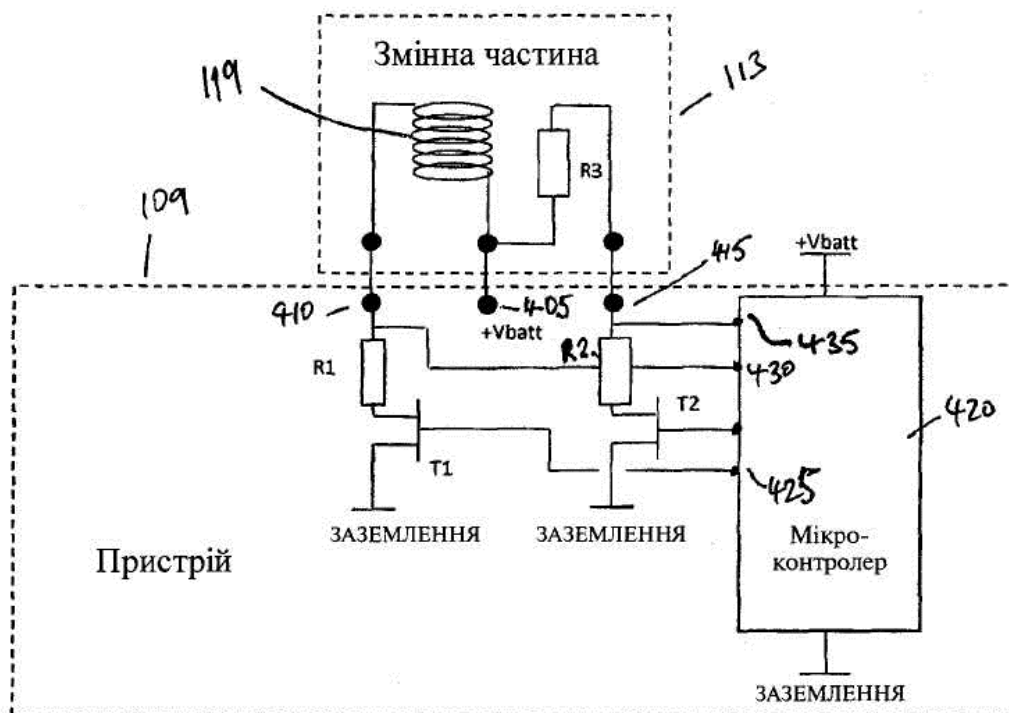 Змінна частина
119
113
R3
109
+Vbatt
415
410
405
+Vbatt
435
R1
R2
430
T2
420
T1
425
ЗАЗЕМЛЕННЯ
ЗАЗЕМЛЕННЯ
Мікро-
контролер
Пристрій
ЗАЗЕМЛЕННЯ